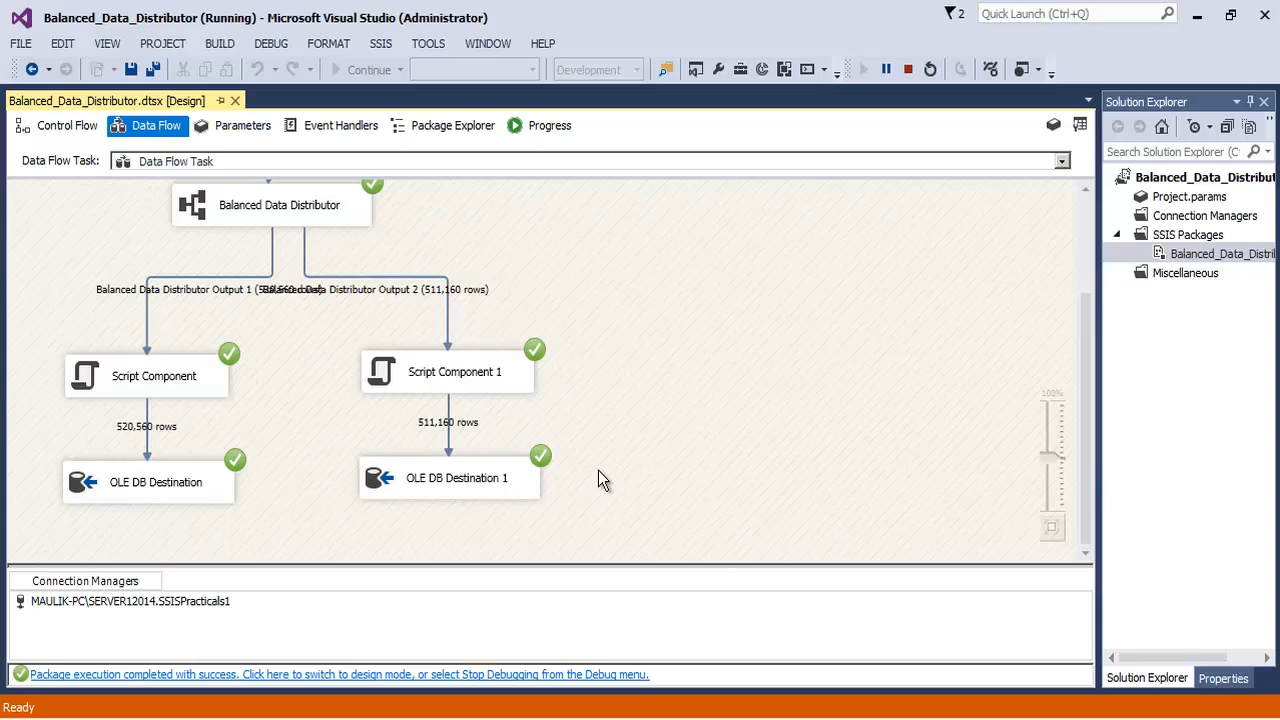 Balanced_Data_Distributor (Running) - Microsoft Visual Studio (Administrator)
2
Quick Launch (Ctrl+Q)
FILE EDIT VIEW PROJECT BUILD DEBUG FORMAT SSIS TOOLS WINDOW HELP
Continue Development
Balanced_Data_Distributor.dtsx [Design]
Control Flow Data Flow Parameters Event Handlers Package Explorer Progress
Data Flow Task: Data Flow Task
Balanced Data Distributor
Balanced Data Distributor Output 1
Data Distributor Output 2 (511,160 rows)
Script Component
Script Component 1
520,560 rows
511,160 rows
OLE DB Destination
OLE DB Destination 1
100%
Connection Managers
MAULIK-PC\SERVER12014.SSISPracticals1
Package execution completed with success. Click here to switch to design mode, or select Stop Debugging from the Debug menu.
Ready
Solution Explorer
Search Solution Explorer (C
Balanced_Data_Distribut
Project.params
Connection Managers
SSIS Packages
Balanced_Data_Distri
Miscellaneous
Solution Explorer Properties